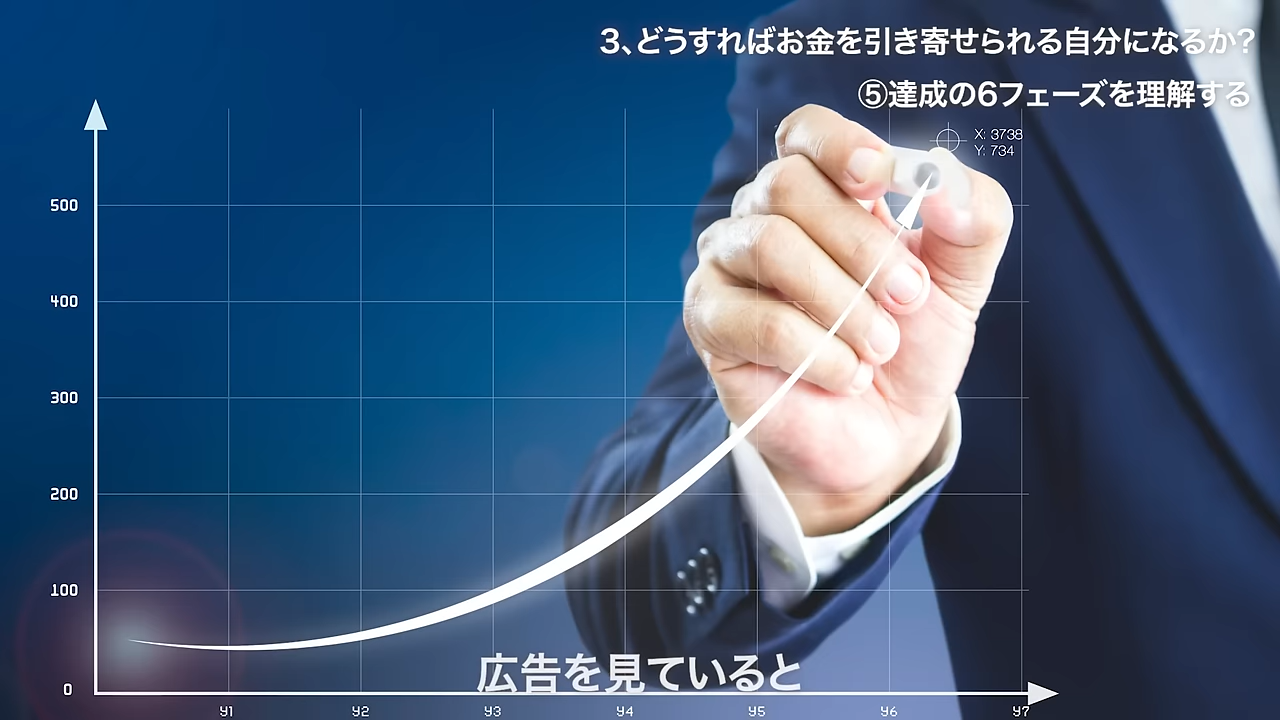 3、どうすればお金を引き寄せられる自分になるか?
⑤達成の6フェーズを理解する
X: 3738
Y: 734
500
400
300
200
100
0
y1 y2 y3 y4 y5 y6 y7
広告を見ていると